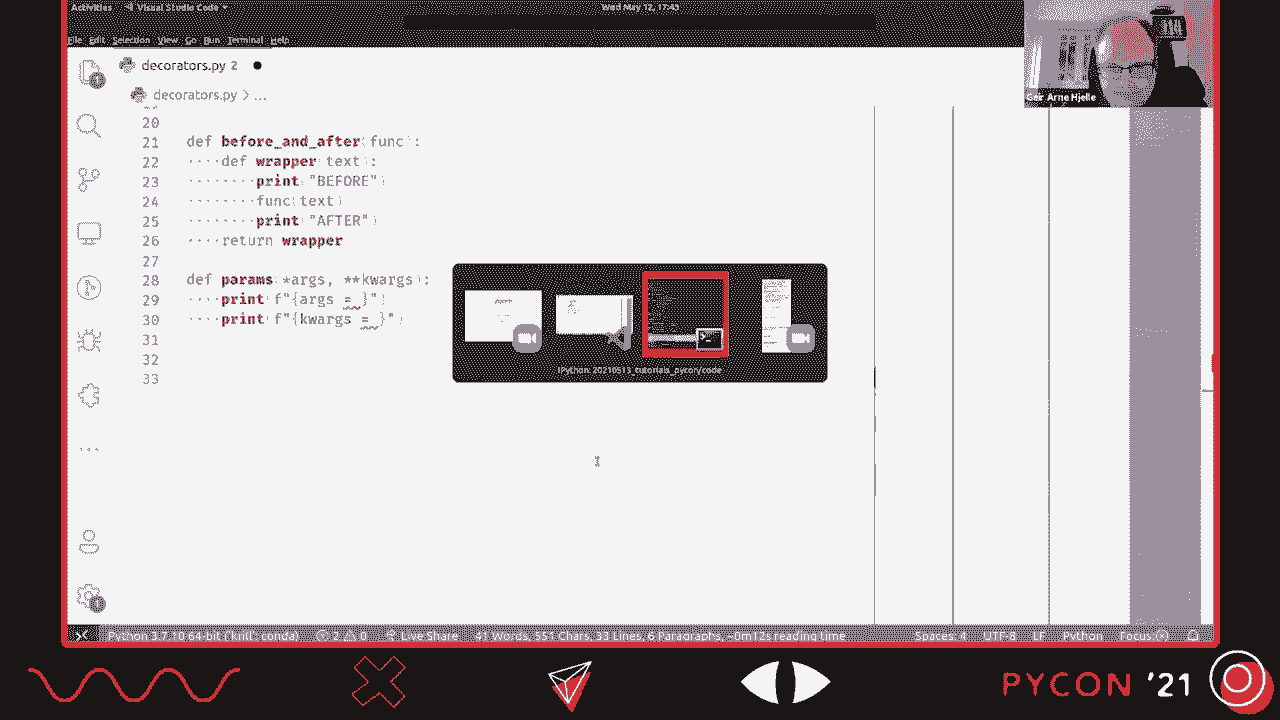 Activities Visual Studio Code Wed May 12, 17:43
File Edit Selection View Go Run Terminal Help
Geir Arne Hjelle
decorators.py 2
decorators.py > ...
20
21 def before_and_after(func):
22 ····def wrapper(text):
23 ········print("BEFORE")
24 ········func(text)
25 ········print("AFTER")
26 ····return wrapper
27
28 def params(*args, **kwargs):
29 ····print(f"{args = }")
30 ····print(f"{kwargs = }")
31
32
33
IPython: 20210513_tutorials_pycon/code
Python 3.7.10 64-bit ('krill': conda) 2 0 Live Share 41 Words, 551 Chars, 33 Lines, 6 Paragraphs, ~0m12s reading time Spaces: 4 UTF-8 LF Python Focus
PYCON '21